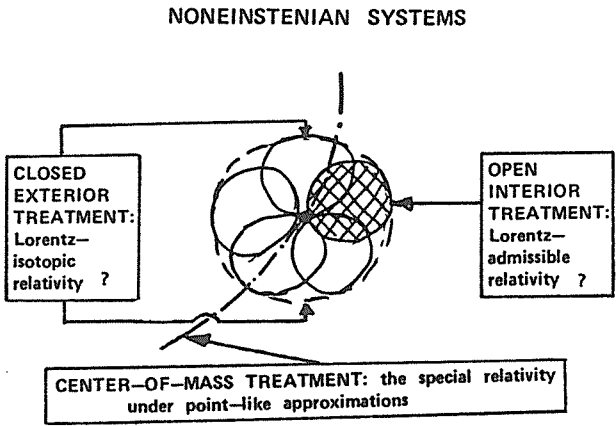 NONEINSTENIAN SYSTEMS
CLOSED
EXTERIOR
TREATMENT:
Lorentz—
isotopic
relativity ?
OPEN
INTERIOR
TREATMENT:
Lorentz—
admissible
relativity ?
CENTER—OF—MASS TREATMENT: the special relativity
under point—like approximations